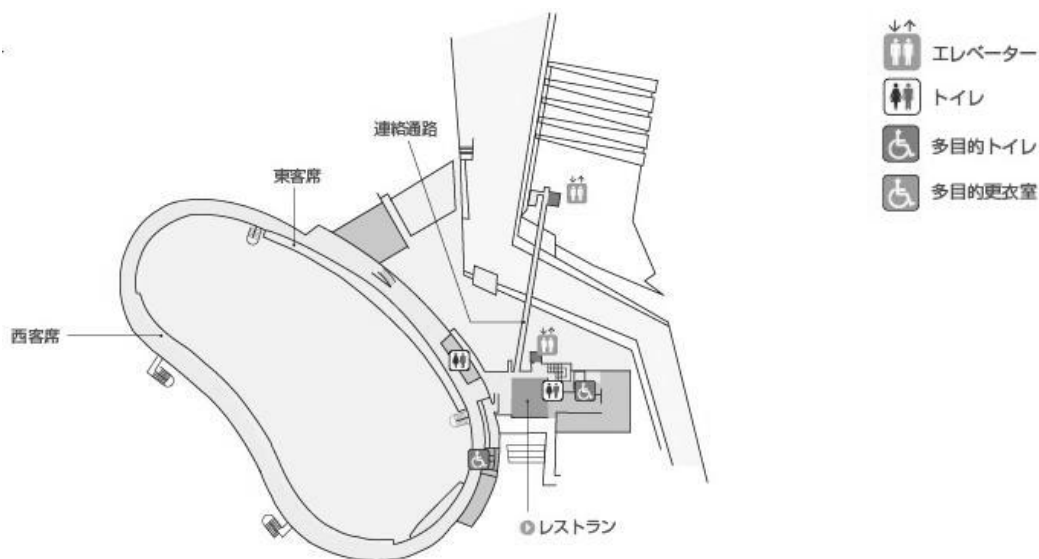 エレベーター
トイレ
多目的トイレ
多目的更衣室
連絡通路
東客席
西客席
レストラン